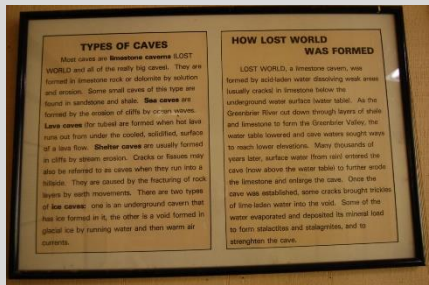 TYPES OF CAVES
Most caves are limestone caverns (LOST
WORLD and all of the really big caves). They are
formed in limestone rock or dolomite by solution
and erosion. Some small caves of this type are
found in sandstone and shale. Sea caves are
formed by the erosion of cliffs by ocean waves.
Lava caves (for tubes) are formed when hot lava
runs out from under the cooled, solidified, surface
of a lava flow. Shelter caves are usually formed
in cliffs by stream erosion. Cracks or fissures may
also be referred to as caves when they run into a
hillside. They are caused by the fracturing of rock
layers by earth movements. There are two types
of ice caves: one is an underground cavern that
has ice formed in it, the other is a void formed in
glacial ice by running water and then warm air
currents.
HOW LOST WORLD
WAS FORMED
LOST WORLD, a limestone cavern, was
formed by acid-laden water dissolving weak areas
(usually cracks) in limestone below the
underground water surface (water table). As the
Greenbrier River cut down through layers of shale
and limestone to form the Greenbrier Valley, the
water table lowered and cave waters sought ways
to reach lower elevations. Many thousands of
years later, surface water (from rain) entered the
cave (now above the water table) to further erode
the limestone and enlarge the cave. Once the
cave was established, some cracks brought trickles
of lime-laden water into the void. Some of the
water evaporated and deposited its mineral load
to form stalactites and stalagmites, and to
strenghten the cave.